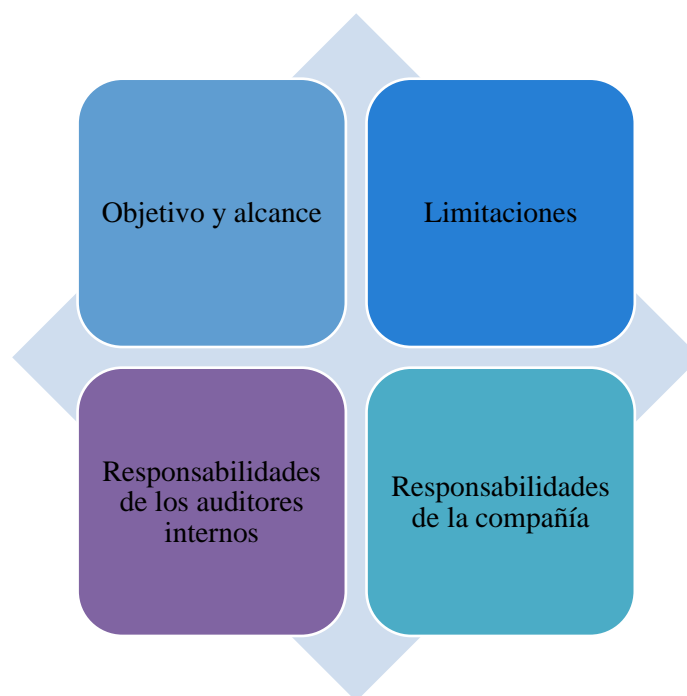 Objetivo y alcance
Limitaciones
Responsabilidades
de los auditores
internos
Responsabilidades
de la compañía